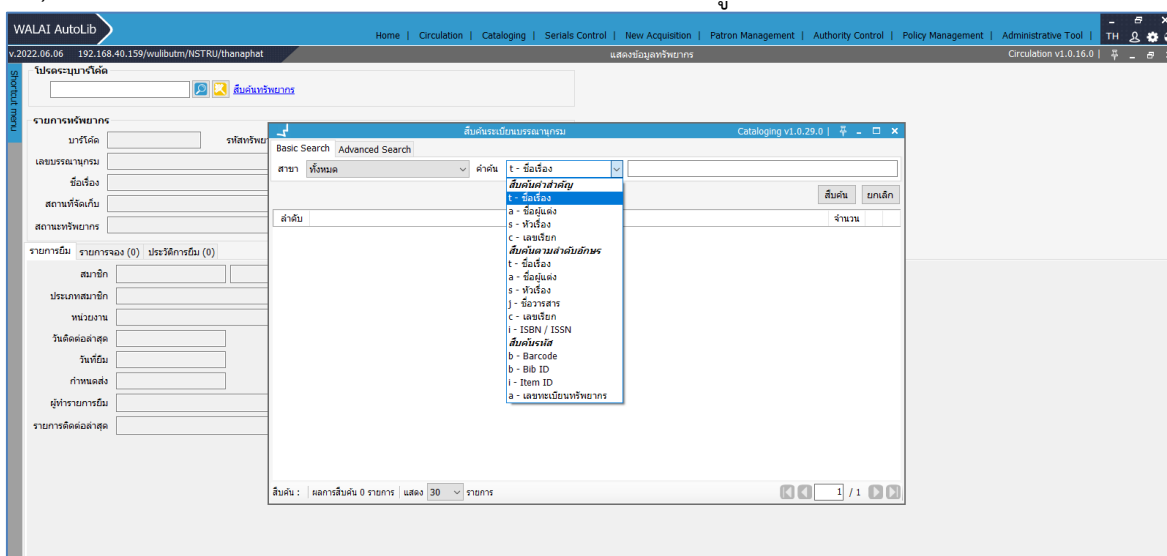 WALAI AutoLib
Home | Circulation | Cataloging | Serials Control | New Acquisition | Patron Management | Authority Control | Policy Management | Administrative Tool | TH
v.2022.06.06 192.168.40.159/wulibutm/NSTRU/thanaphat แสดงข้อมูลทรัพยากร Circulation v1.0.16.0 |
Shortcut menu
โปรดระบุบาร์โค้ด
สืบค้นทรัพยากร
รายการทรัพยากร
บาร์โค้ด รหัสทรัพย
เลขบรรณานุกรม
ชื่อเรื่อง
สถานที่จัดเก็บ
สถานะทรัพยากร
รายการยืม รายการจอง (0) ประวัติการยืม (0)
สมาชิก
ประเภทสมาชิก
หน่วยงาน
วันติดต่อล่าสุด
วันที่ยืม
กำหนดส่ง
ผู้ทำรายการยืม
รายการติดต่อล่าสุด
สืบค้นระเบียนบรรณานุกรม Cataloging v1.0.29.0 |
Basic Search Advanced Search
สาขา ทั้งหมด คำค้น t - ชื่อเรื่อง
สืบค้น ยกเลิก
ลำดับ จำนวน
สืบค้นคำสำคัญ
t - ชื่อเรื่อง
a - ชื่อผู้แต่ง
s - หัวเรื่อง
c - เลขเรียก
สืบค้นตามลำดับอักษร
t - ชื่อเรื่อง
a - ชื่อผู้แต่ง
s - หัวเรื่อง
j - ชื่อวารสาร
c - เลขเรียก
i - ISBN / ISSN
สืบค้นรหัส
b - Barcode
b - Bib ID
i - Item ID
a - เลขทะเบียนทรัพยากร
สืบค้น : ผลการสืบค้น 0 รายการ แสดง 30 รายการ 1 / 1